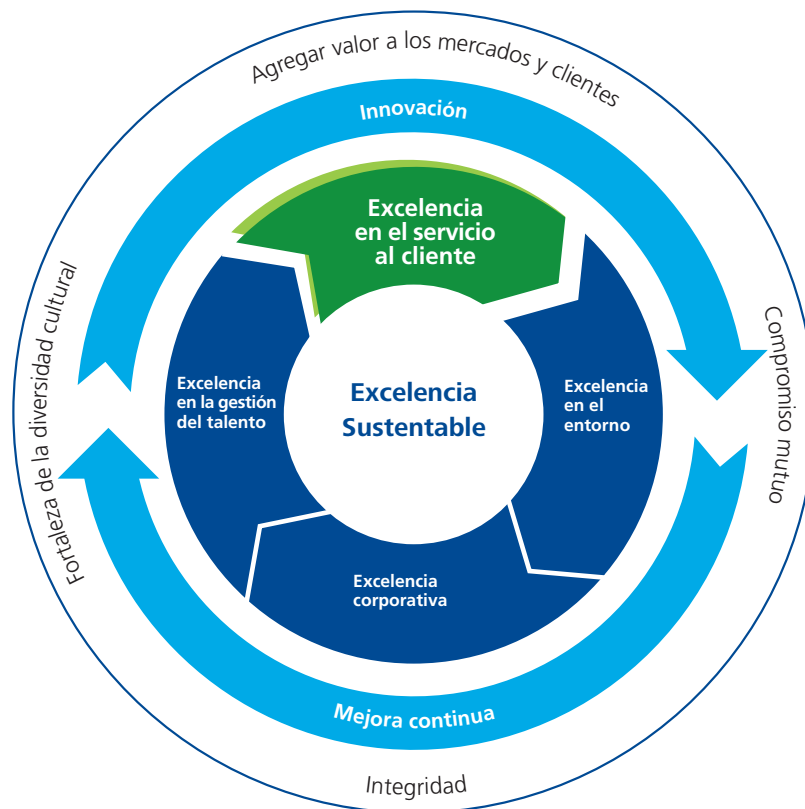 Agregar valor a los mercados y clientes
Innovación
Excelencia
en el servicio
al cliente
Fortaleza de la diversidad cultural
Compromiso mutuo
Excelencia
en la gestión
del talento
Excelencia
Sustentable
Excelencia
en el
entorno
Excelencia
corporativa
Mejora continua
Integridad